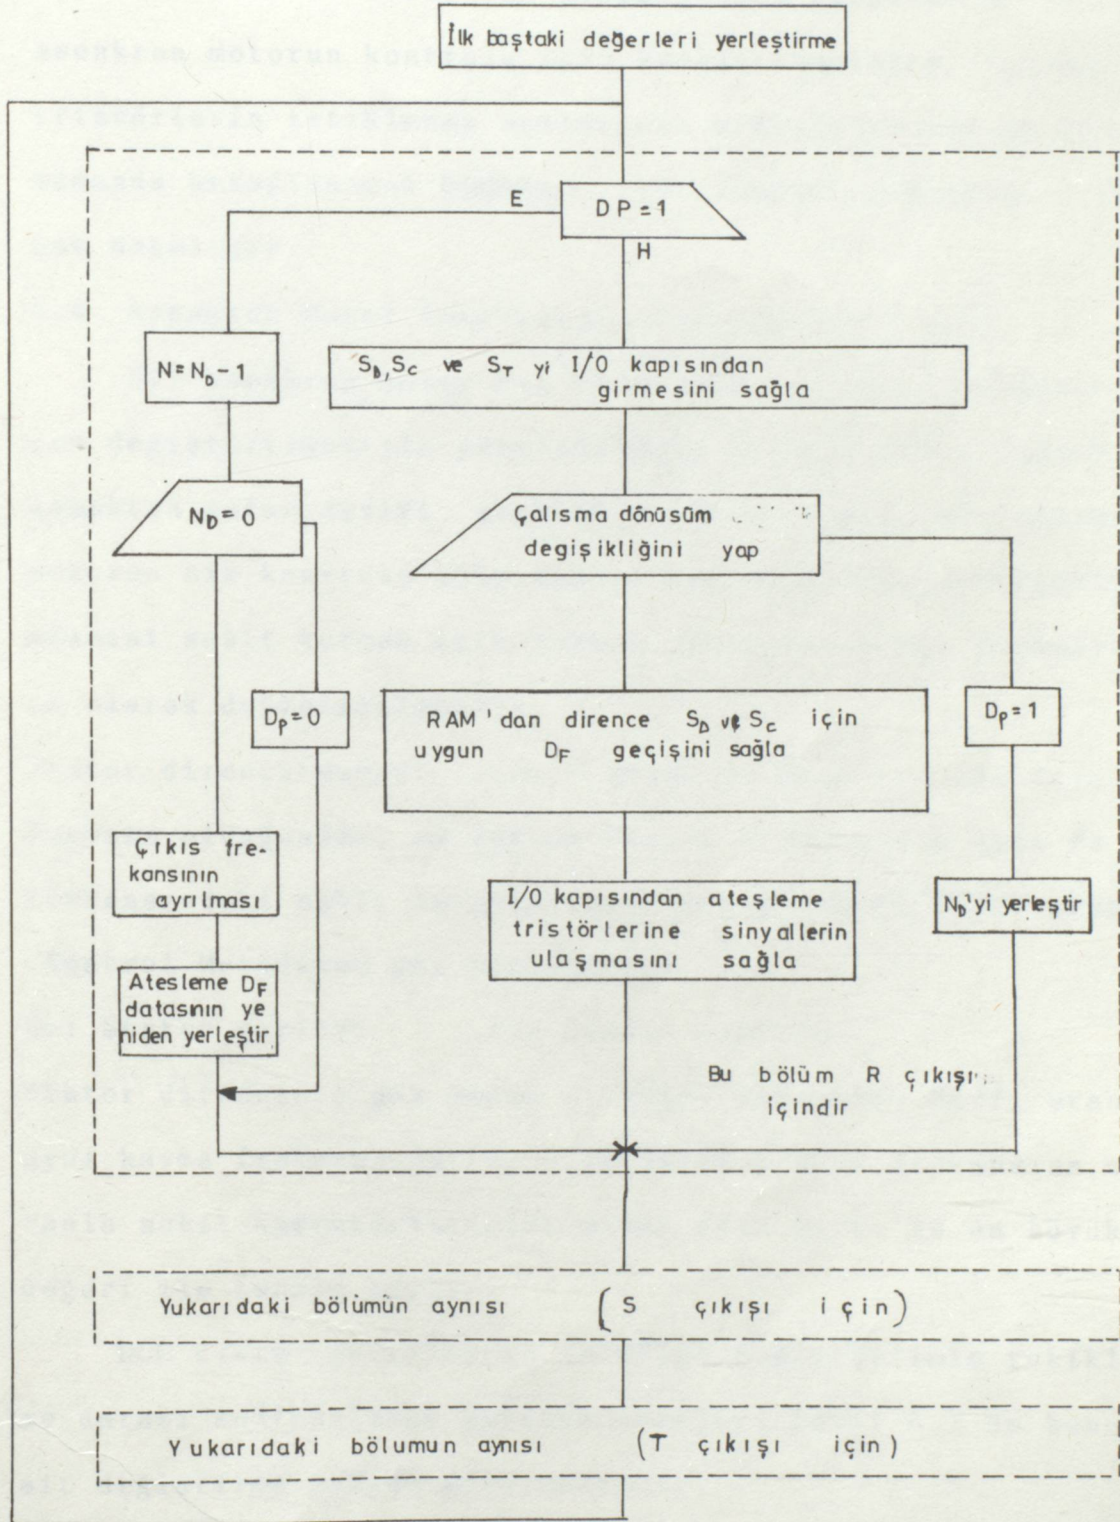 İlk baştaki değerleri yerleştirme
E
DP=1
H
N=N_D-1
S_D,S_C ve S_T yi I/O kapısından
girmesini sağla
N_D=0
Çalısma dönüsüm
degişikliğini yap
D_P=0
RAM'dan dirence S_D ve S_C için
uygun D_F geçişini sağla
D_P=1
Çıkıs fre-
kansının
ayrılması
I/O kapısından ateşleme
tristörlerine sinyallerin
ulaşmasını sağla
N_D'yi yerleştir
Atesleme D_F
datasının ye
niden yerleştir
Bu bölüm R çıkışı
içindir
Yukarıdaki bölümün aynısı (S çıkışı için)
Yukarıdaki bölumun aynısı (T çıkışı için)